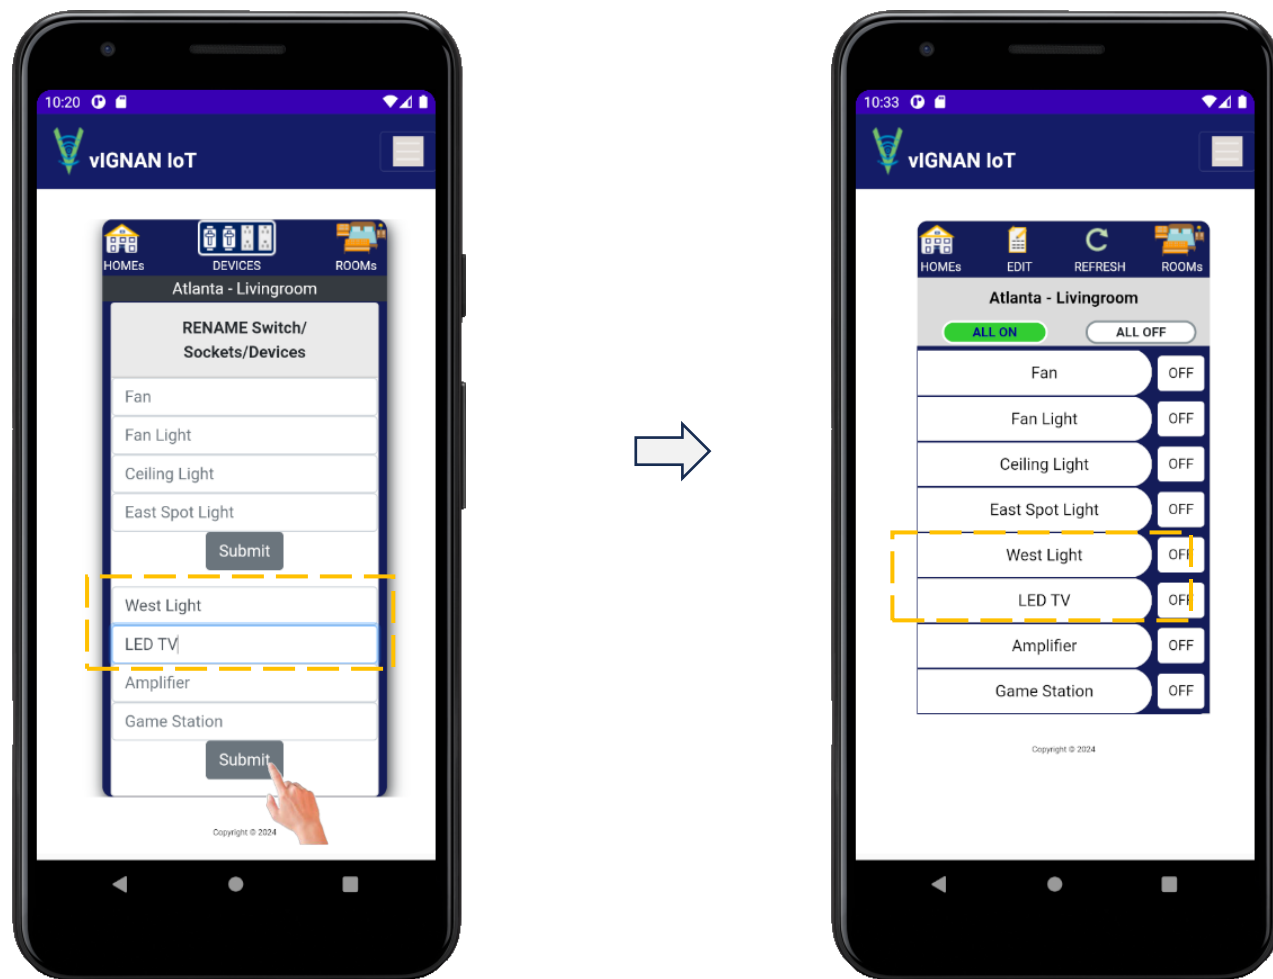 10:20
vIGNAN IoT
HOMEs DEVICES ROOMs
Atlanta - Livingroom
RENAME Switch/
Sockets/Devices
Fan
Fan Light
Ceiling Light
East Spot Light
Submit
West Light
LED TV
Amplifier
Game Station
Submit
Copyright © 2024
10:33
vIGNAN IoT
HOMEs EDIT REFRESH ROOMs
Atlanta - Livingroom
ALL ON ALL OFF
Fan OFF
Fan Light OFF
Ceiling Light OFF
East Spot Light OFF
West Light OFF
LED TV OFF
Amplifier OFF
Game Station OFF
Copyright © 2024